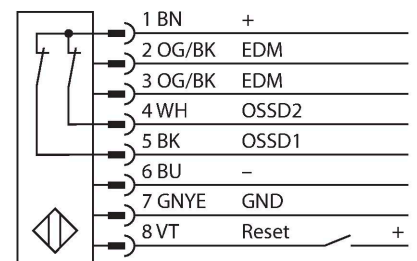 1 BN +
2 OG/BK EDM
3 OG/BK EDM
4 WH OSSD2
5 BK OSSD1
6 BU –
7 GNYE GND
8 VT Reset +